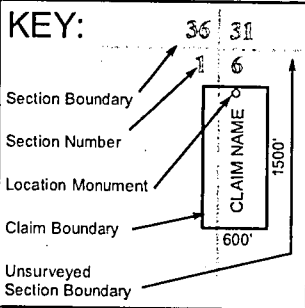 KEY:
36 31
1 6
Section Boundary
Section Number
Location Monument
Claim Boundary
Unsurveyed
Section Boundary
CLAIM NAME
1500'
600'